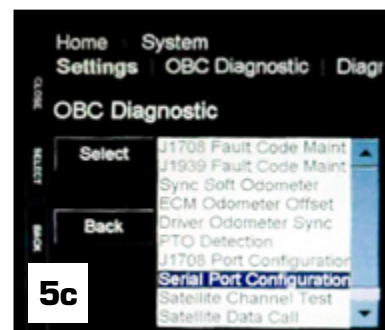 Home System
Settings OBC Diagnostic Diagr
OBC Diagnostic
CLOSE
SELECT
BACK
Select
Back
J1708 Fault Code Maint
J1939 Fault Code Maint
Sync Soft Odometer
ECM Odometer Offset
Driver Odometer Sync
PTO Detection
J1708 Port Configuration
Serial Port Configuration
Satellite Channel Test
Satellite Data Call
5c